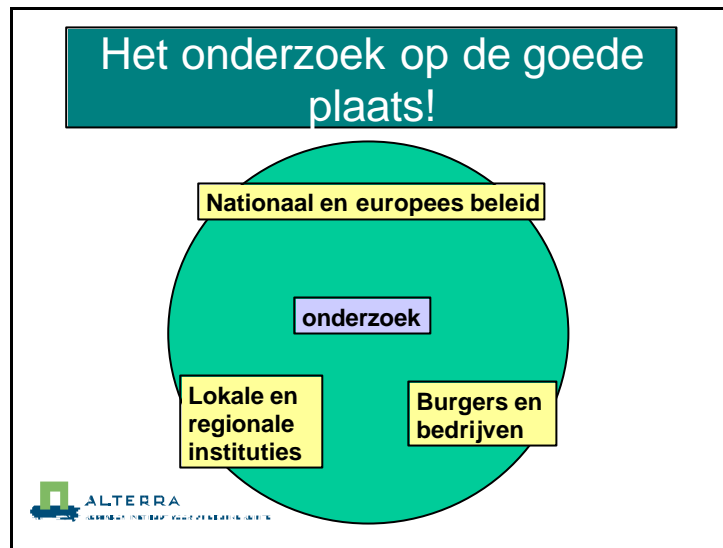 Het onderzoek op de goede
plaats!
Nationaal en europees beleid
onderzoek
Lokale en
regionale
instituties
Burgers en
bedrijven
ALTERRA